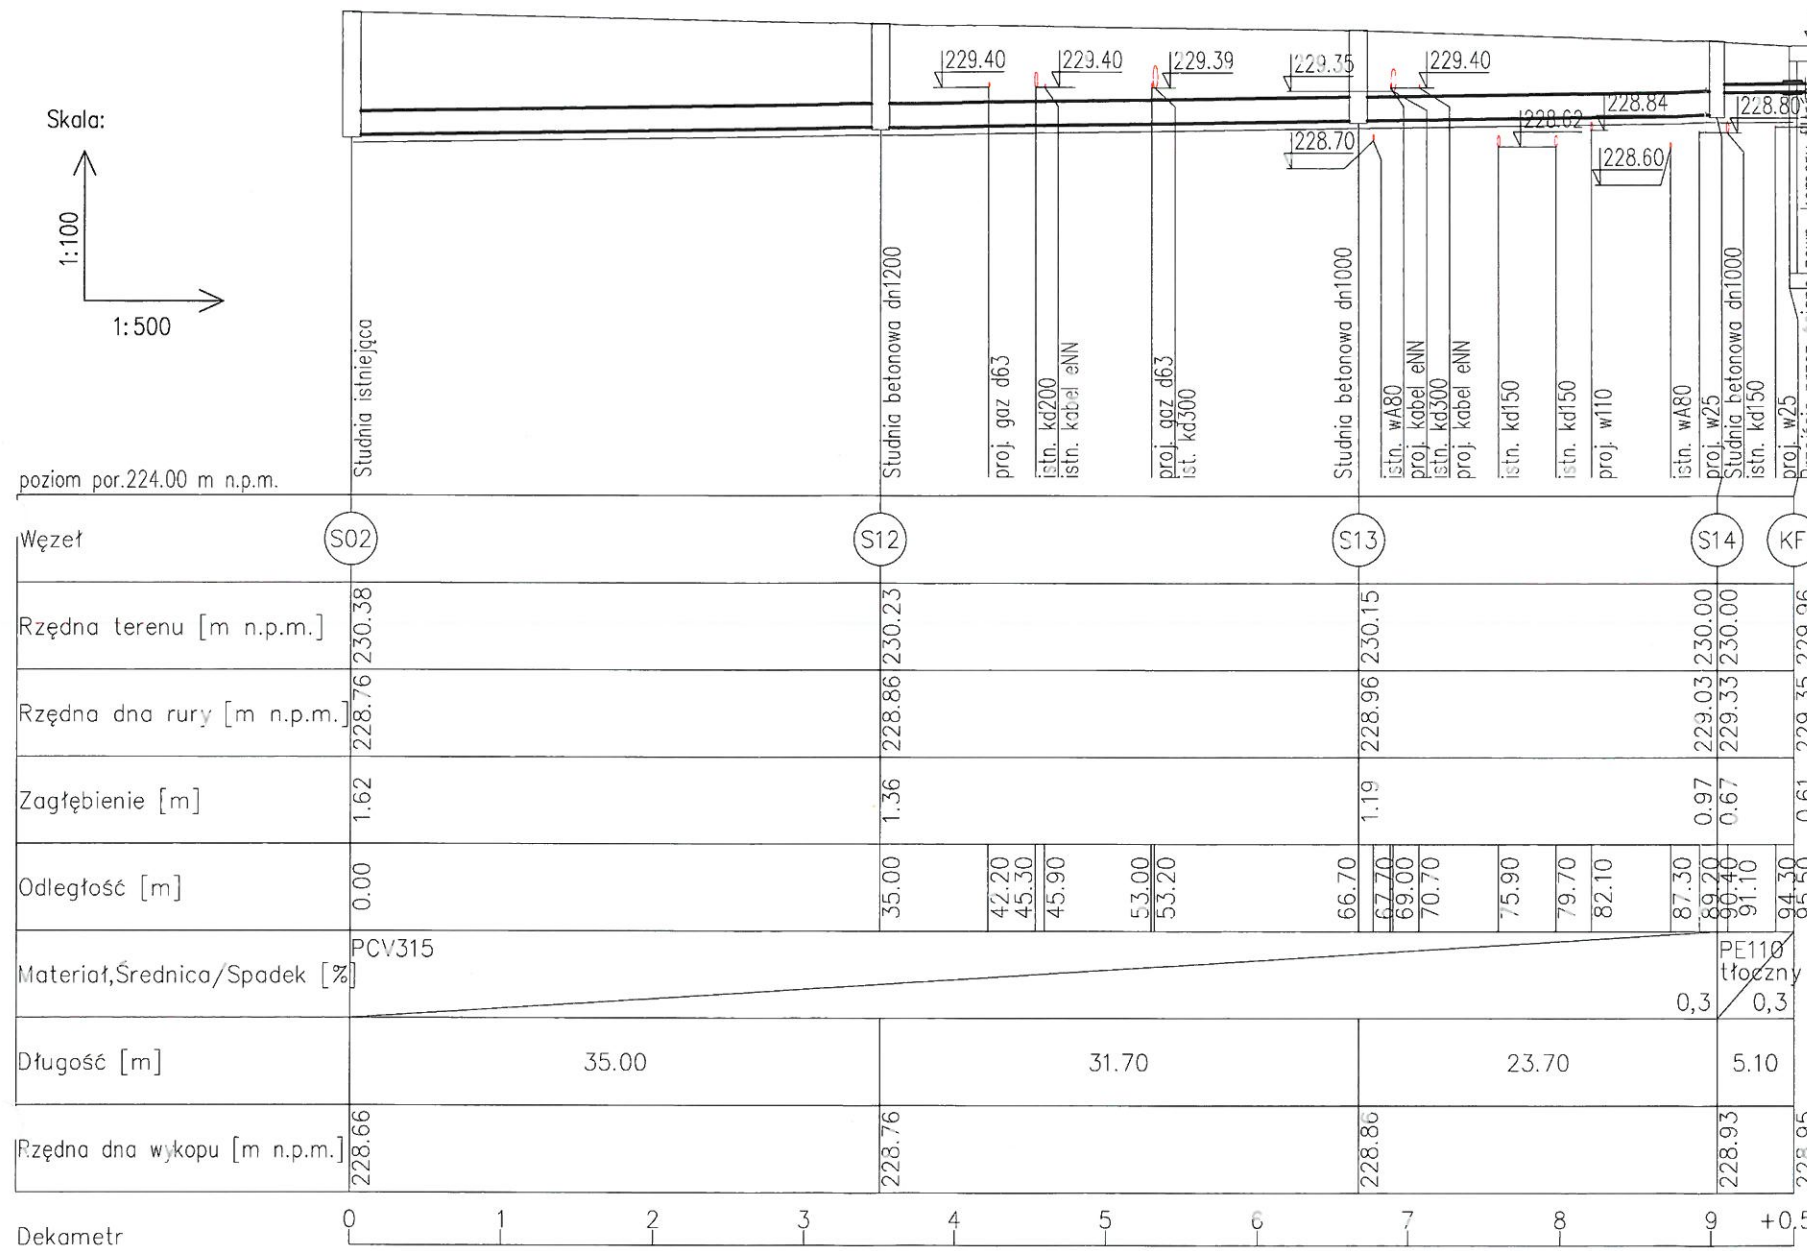 229.40
229.40
229.39
229.35
229.40
228.84
228.80
228.62
228.70
228.60
Skala:
1:100
1:500
Studnia istniejąca
Studnia betonowa dn1200
proj. gaz d63
istn. kd200
istn. kabel eNN
proj. gaz d63
ist. kd300
Studnia betonowa dn1000
istn. wA80
proj. kabel eNN
istn. kd300
proj. kabel eNN
istn. kd150
istn. kd150
proj. w110
istn. wA80
proj. w25
Studnia betonowa dn1000
istn. kd150
proj. w25
poziom por.224.00 m n.p.m.
Węzeł S02 S12 S13 S14 KF
Rzędna terenu [m n.p.m.] 230.38 230.23 230.15 230.00 230.00 229.96
Rzędna dna rury [m n.p.m.] 228.76 228.86 228.96 229.03 229.33 229.35
Zagłębienie [m] 1.62 1.36 1.19 0.97 0.67 0.61
Odległość [m] 0.00 35.00 42.20 45.30 45.90 53.00 53.20 66.70 67.70 69.00 70.70 75.90 79.70 82.10 87.30 89.20 90.40 91.10 94.30 95.50
PCV315 PE110
Materiał,Średnica/Spadek [%] tłoczny
0,3 0,3
Długość [m] 35.00 31.70 23.70 5.10
Rzędna dna wykopu [m n.p.m.] 228.66 228.76 228.86 228.93 228.95
Dekametr 0 1 2 3 4 5 6 7 8 9 +0.5